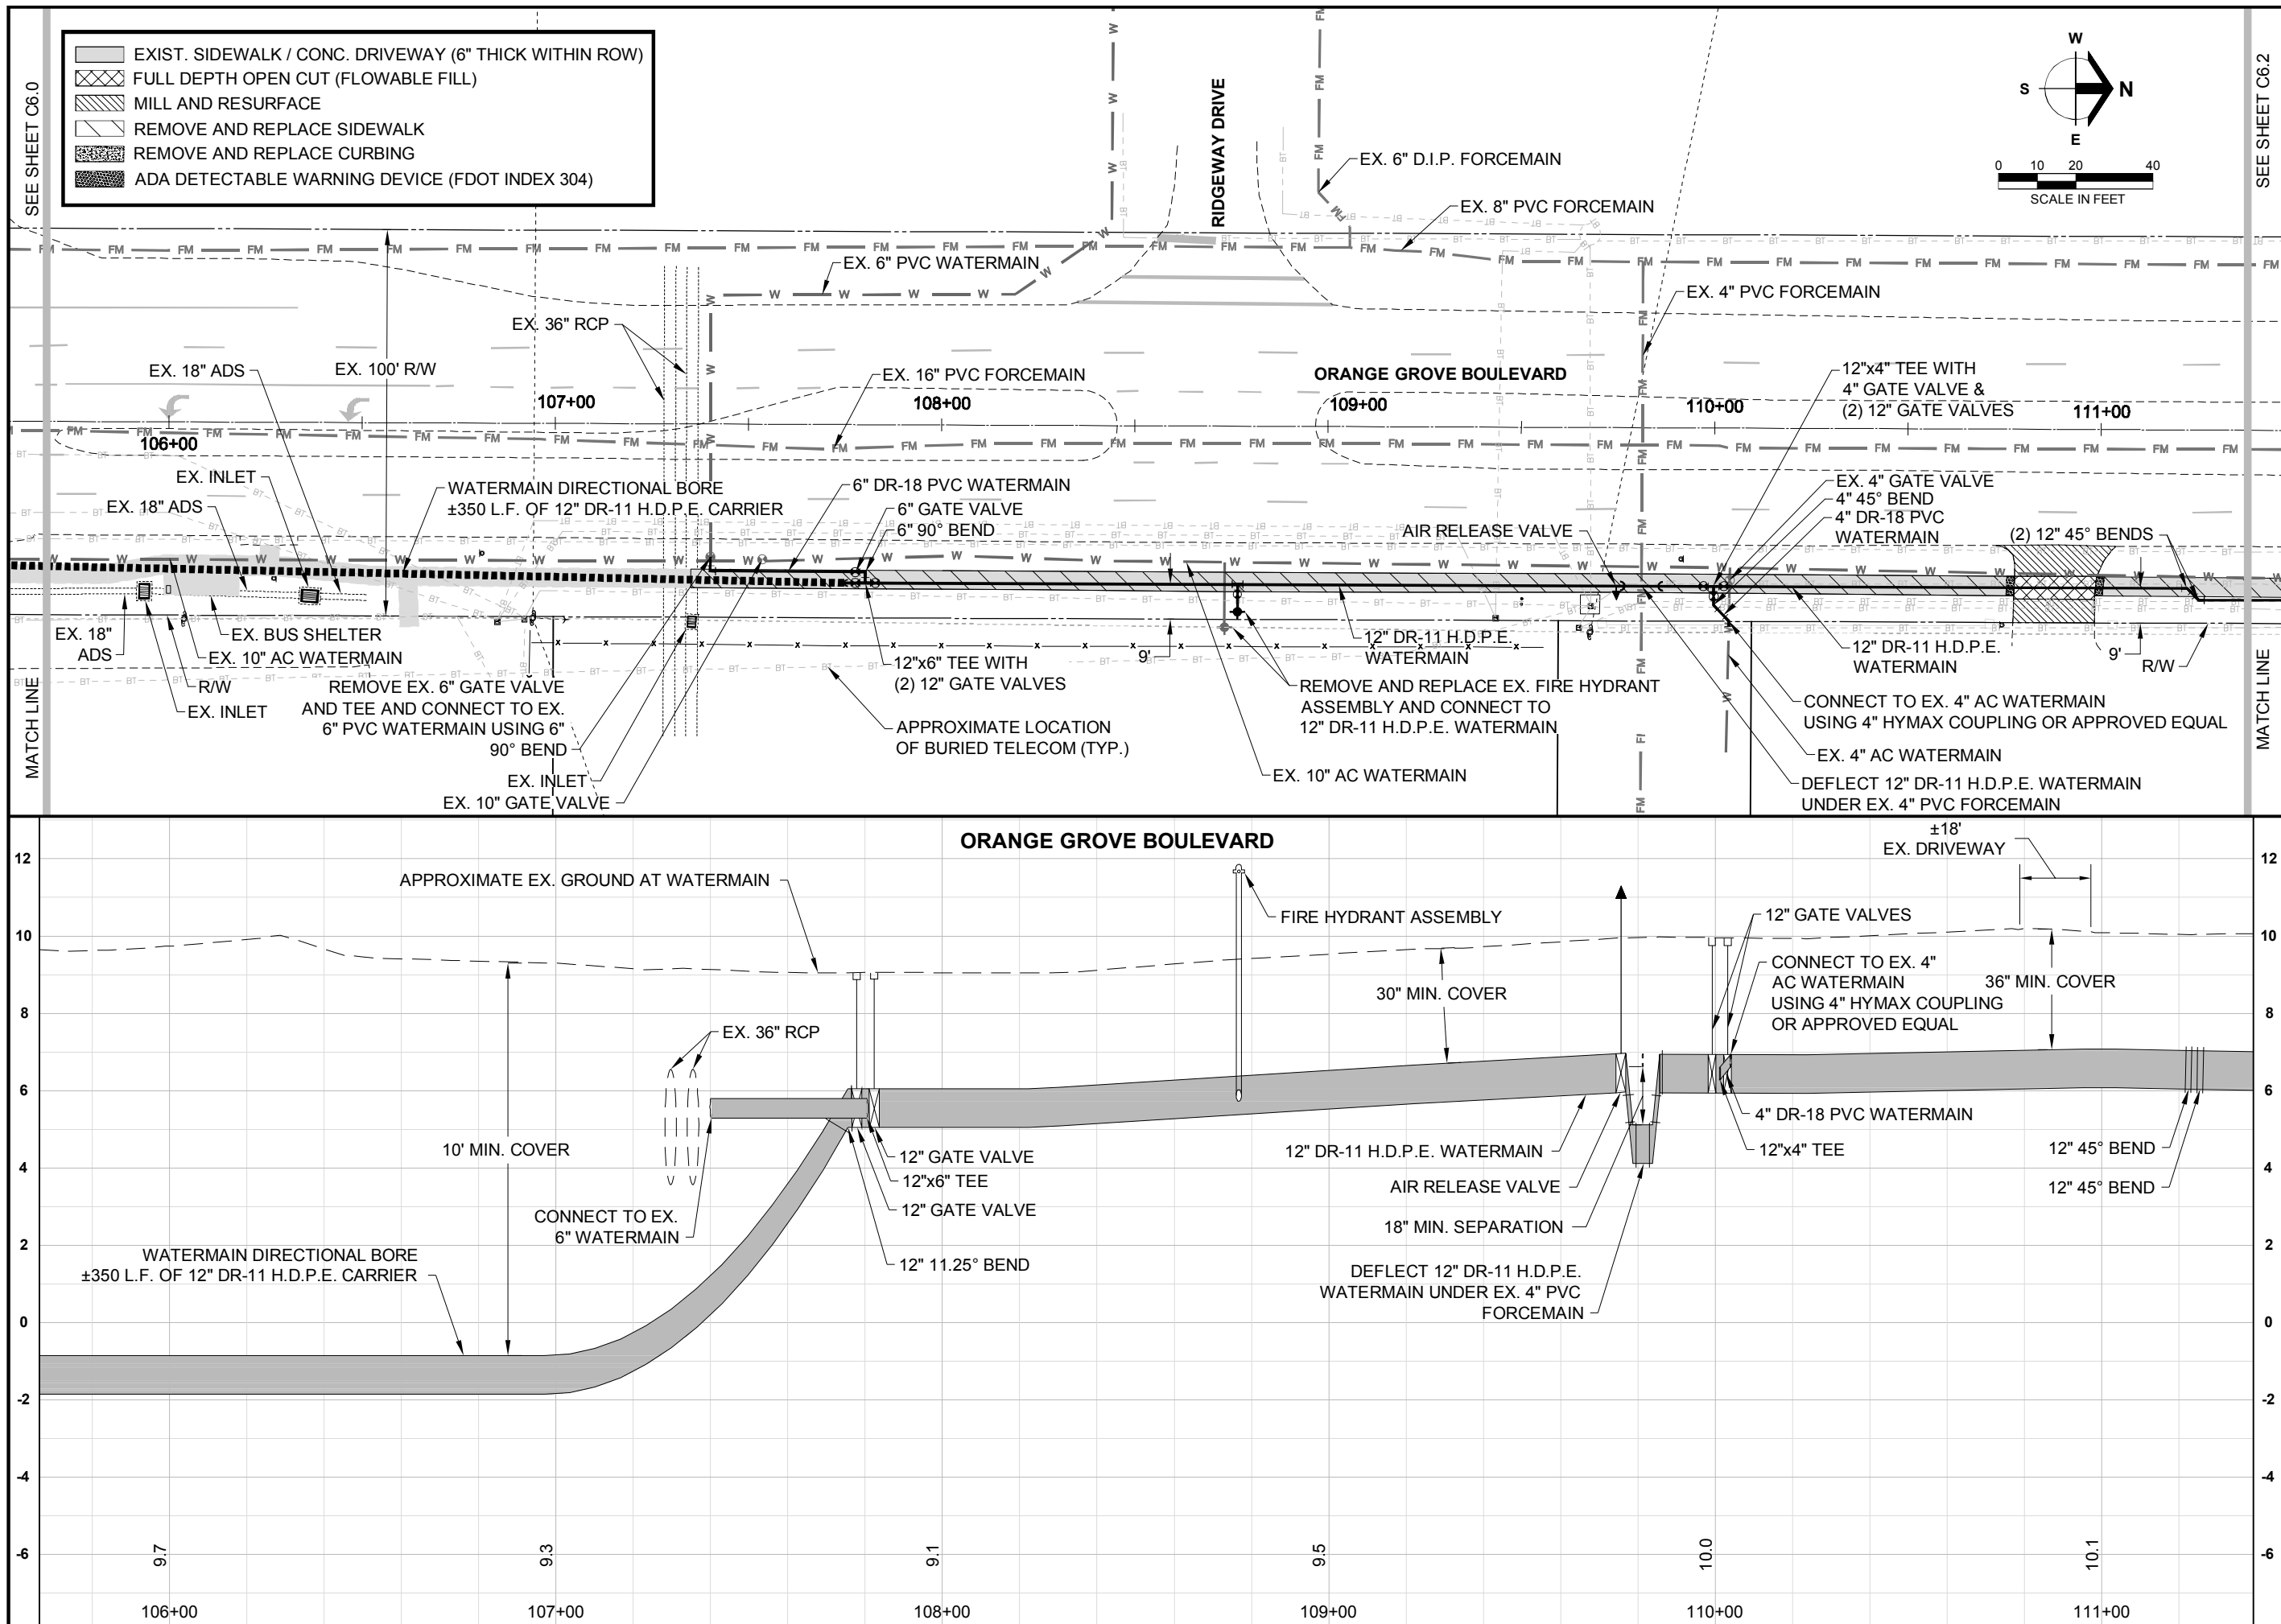 SEE SHEET C6.0
EXIST. SIDEWALK / CONC. DRIVEWAY (6" THICK WITHIN ROW)
FULL DEPTH OPEN CUT (FLOWABLE FILL)
MILL AND RESURFACE
REMOVE AND REPLACE SIDEWALK
REMOVE AND REPLACE CURBING
ADA DETECTABLE WARNING DEVICE (FDOT INDEX 304)
RIDGEWAY DRIVE
W
S
N
E
0 10 20 40
SCALE IN FEET
SEE SHEET C6.2
EX. 6" D.I.P. FORCEMAIN
EX. 8" PVC FORCEMAIN
EX. 6" PVC WATERMAIN
EX. 4" PVC FORCEMAIN
EX. 36" RCP
EX. 18" ADS
EX. 100' R/W
EX. 16" PVC FORCEMAIN
ORANGE GROVE BOULEVARD
12"x4" TEE WITH
4" GATE VALVE &
(2) 12" GATE VALVES
106+00
107+00
108+00
109+00
110+00
111+00
EX. INLET
EX. 18" ADS
WATERMAIN DIRECTIONAL BORE
±350 L.F. OF 12" DR-11 H.D.P.E. CARRIER
6" DR-18 PVC WATERMAIN
6" GATE VALVE
6" 90° BEND
AIR RELEASE VALVE
EX. 4" GATE VALVE
4" 45° BEND
4" DR-18 PVC
WATERMAIN
(2) 12" 45° BENDS
EX. 18"
ADS
EX. BUS SHELTER
EX. 10" AC WATERMAIN
R/W
EX. INLET
REMOVE EX. 6" GATE VALVE
AND TEE AND CONNECT TO EX.
6" PVC WATERMAIN USING 6"
90° BEND
EX. INLET
EX. 10" GATE VALVE
12"x6" TEE WITH
(2) 12" GATE VALVES
APPROXIMATE LOCATION
OF BURIED TELECOM (TYP.)
9'
12" DR-11 H.D.P.E.
WATERMAIN
REMOVE AND REPLACE EX. FIRE HYDRANT
ASSEMBLY AND CONNECT TO
12" DR-11 H.D.P.E. WATERMAIN
EX. 10" AC WATERMAIN
12" DR-11 H.D.P.E.
WATERMAIN
9'
R/W
CONNECT TO EX. 4" AC WATERMAIN
USING 4" HYMAX COUPLING OR APPROVED EQUAL
EX. 4" AC WATERMAIN
DEFLECT 12" DR-11 H.D.P.E. WATERMAIN
UNDER EX. 4" PVC FORCEMAIN
MATCH LINE
MATCH LINE
ORANGE GROVE BOULEVARD
±18'
EX. DRIVEWAY
12
10
8
6
4
2
0
-2
-4
-6
APPROXIMATE EX. GROUND AT WATERMAIN
FIRE HYDRANT ASSEMBLY
12" GATE VALVES
CONNECT TO EX. 4"
AC WATERMAIN
USING 4" HYMAX COUPLING
OR APPROVED EQUAL
36" MIN. COVER
30" MIN. COVER
EX. 36" RCP
10' MIN. COVER
12" GATE VALVE
12"x6" TEE
12" GATE VALVE
CONNECT TO EX.
6" WATERMAIN
12" 11.25° BEND
WATERMAIN DIRECTIONAL BORE
±350 L.F. OF 12" DR-11 H.D.P.E. CARRIER
12" DR-11 H.D.P.E. WATERMAIN
AIR RELEASE VALVE
18" MIN. SEPARATION
DEFLECT 12" DR-11 H.D.P.E.
WATERMAIN UNDER EX. 4" PVC
FORCEMAIN
4" DR-18 PVC WATERMAIN
12"x4" TEE
12" 45° BEND
12" 45° BEND
12
10
8
6
4
2
0
-2
-4
-6
9.7
9.3
9.1
9.5
10.0
10.1
106+00
107+00
108+00
109+00
110+00
111+00